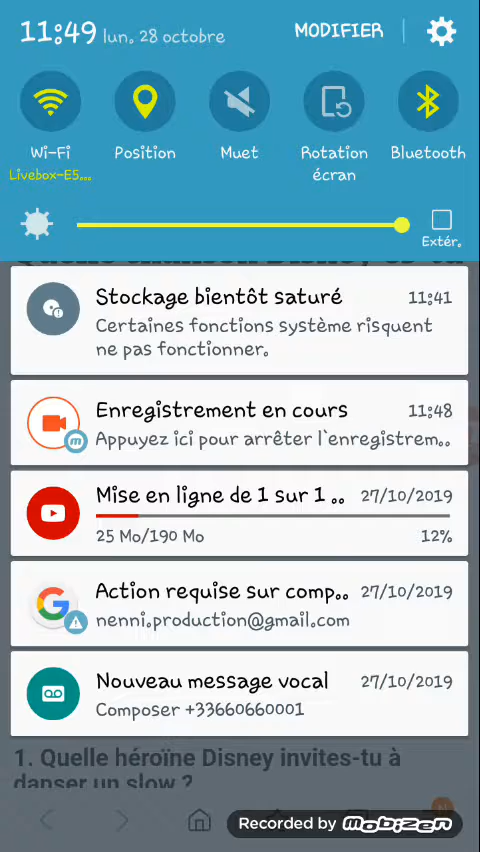 11:49 lun. 28 octobre MODIFIER
Wi-Fi Position Muet Rotation écran Bluetooth
Livebox-E5...
Extér.
Stockage bientôt saturé 11:41
Certaines fonctions système risquent
ne pas fonctionner.
Enregistrement en cours 11:48
m
Appuyez ici pour arrêter l'enregistrem..
Mise en ligne de 1 sur 1 .. 27/10/2019
25 Mo/190 Mo 12%
Action requise sur comp.. 27/10/2019
nenni.production@gmail.com
Nouveau message vocal 27/10/2019
Composer +33660660001
1. Quelle héroïne Disney invites-tu à
danser un slow ?
Recorded by mobizen